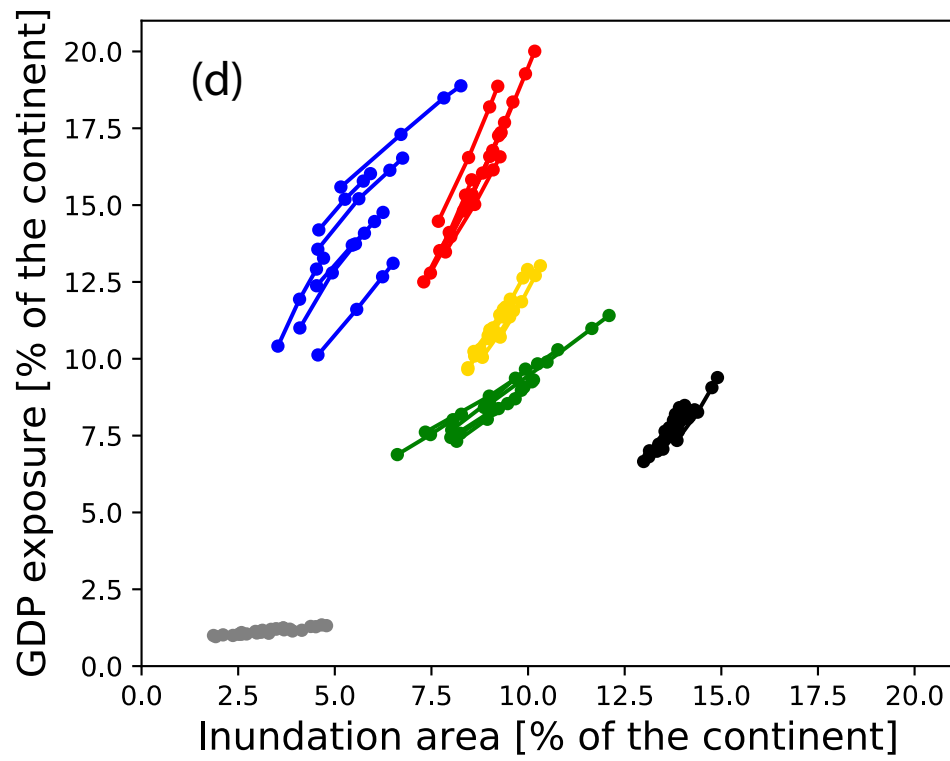 (d)
GDP exposure [% of the continent]
20.0
17.5
15.0
12.5
10.0
7.5
5.0
2.5
0.0
0.0 2.5 5.0 7.5 10.0 12.5 15.0 17.5 20.0
Inundation area [% of the continent]